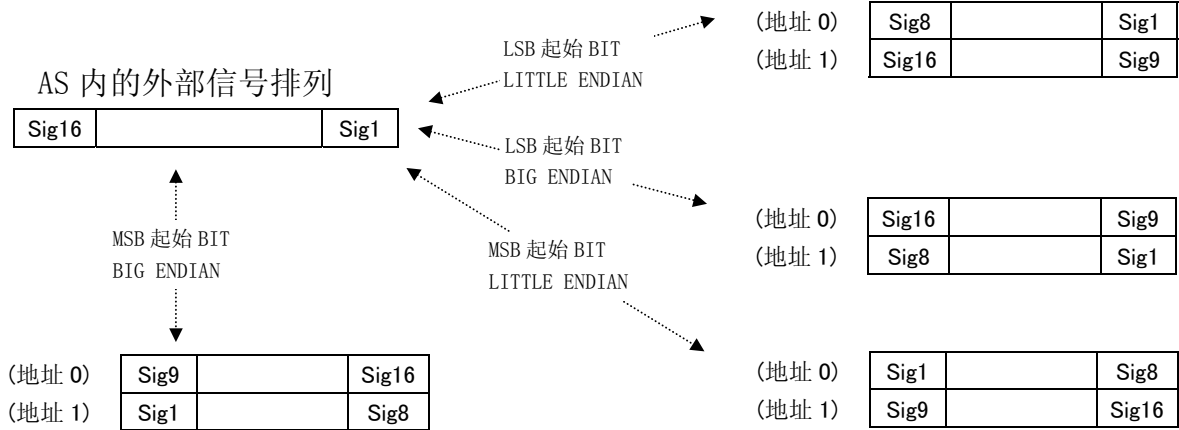 AS 内的外部信号排列
Sig16 Sig1
LSB 起始 BIT
LITTLE ENDIAN
(地址 0) Sig8 Sig1
(地址 1) Sig16 Sig9
LSB 起始 BIT
BIG ENDIAN
(地址 0) Sig16 Sig9
(地址 1) Sig8 Sig1
MSB 起始 BIT
BIG ENDIAN
MSB 起始 BIT
LITTLE ENDIAN
(地址 0) Sig9 Sig16
(地址 1) Sig1 Sig8
(地址 0) Sig1 Sig8
(地址 1) Sig9 Sig16